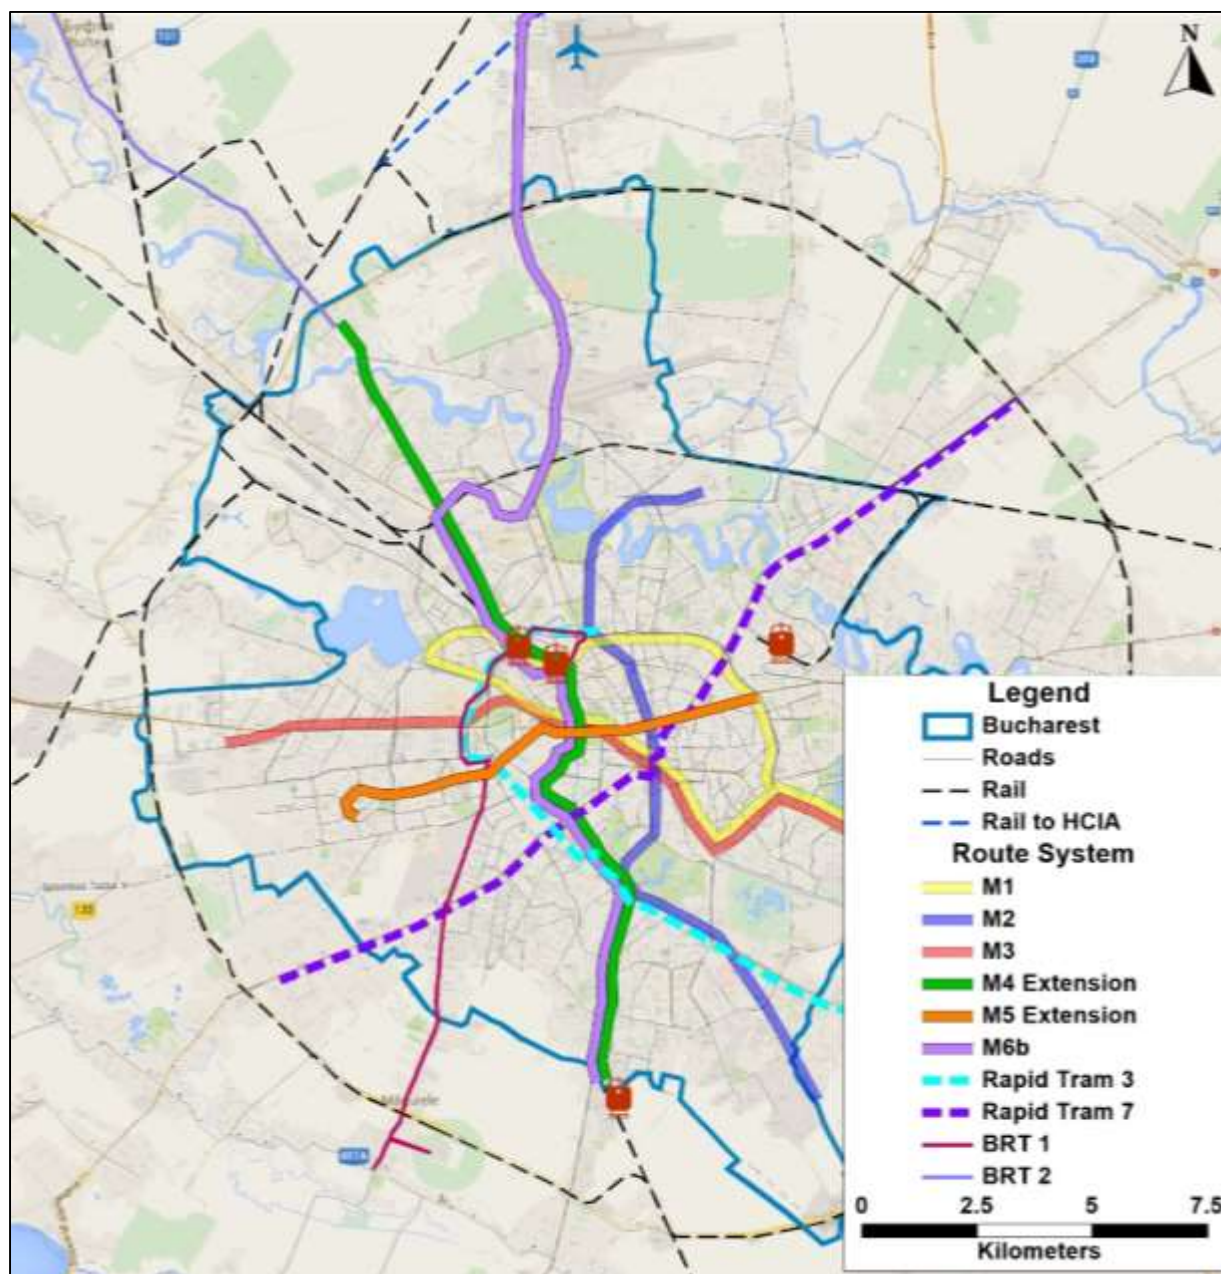 N
Legend
Bucharest
Roads
Rail
Rail to HCIA
Route System
M1
M2
M3
M4 Extension
M5 Extension
M6b
Rapid Tram 3
Rapid Tram 7
BRT 1
BRT 2
0 2.5 5 7.5
Kilometers